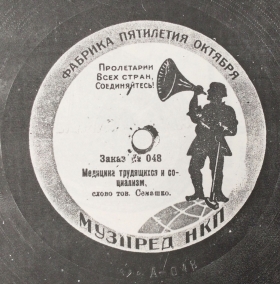 ФАБРИКА ПЯТИЛЕТИЯ ОКТЯБРЯ
Пролетарии
Всех стран,
Соединяйтесь!
Заказ № 048
Медицина трудящихся и со-
циализм,
слово тов. Семашко.
МУЗПРЕД НКП
А-048